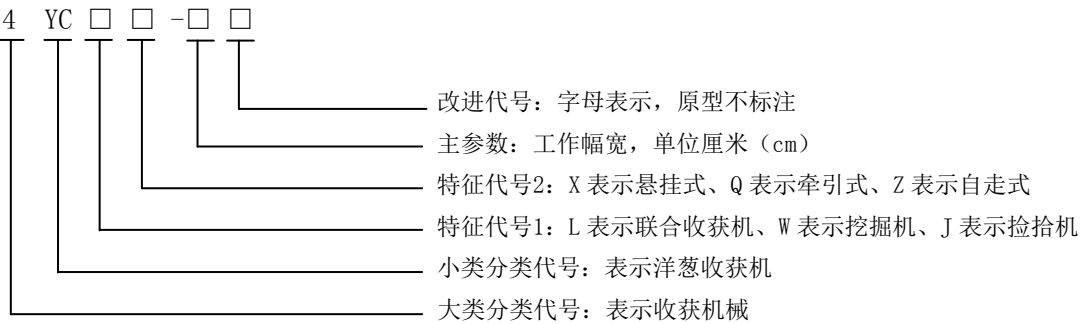 4 YC □ □ -□ □
改进代号：字母表示，原型不标注
主参数：工作幅宽，单位厘米（cm）
特征代号2：X 表示悬挂式、Q 表示牵引式、Z 表示自走式
特征代号1：L 表示联合收获机、W 表示挖掘机、J 表示捡拾机
小类分类代号：表示洋葱收获机
大类分类代号：表示收获机械